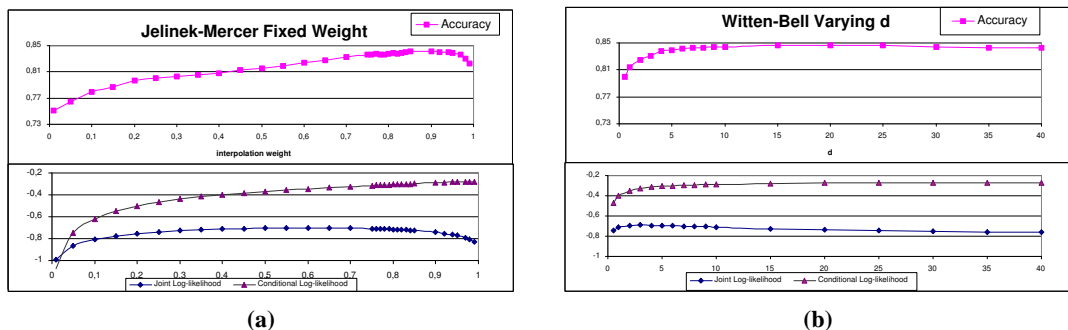 Jelinek-Mercer Fixed Weight
Accuracy
0,85
0,81
0,77
0,73
0 0,1 0,2 0,3 0,4 0,5 0,6 0,7 0,8 0,9 1
interpolation weight
-0,2
-0,4
-0,6
-0,8
-1
0 0,1 0,2 0,3 0,4 0,5 0,6 0,7 0,8 0,9 1
Joint Log-likelihood Conditional Log-likelihood
(a)
Witten-Bell Varying d
Accuracy
0,85
0,81
0,77
0,73
0 5 10 15 20 25 30 35 40
d
-0,2
-0,4
-0,6
-0,8
-1
0 5 10 15 20 25 30 35 40
Joint Log-likelihood Conditional Log-likelihood
(b)